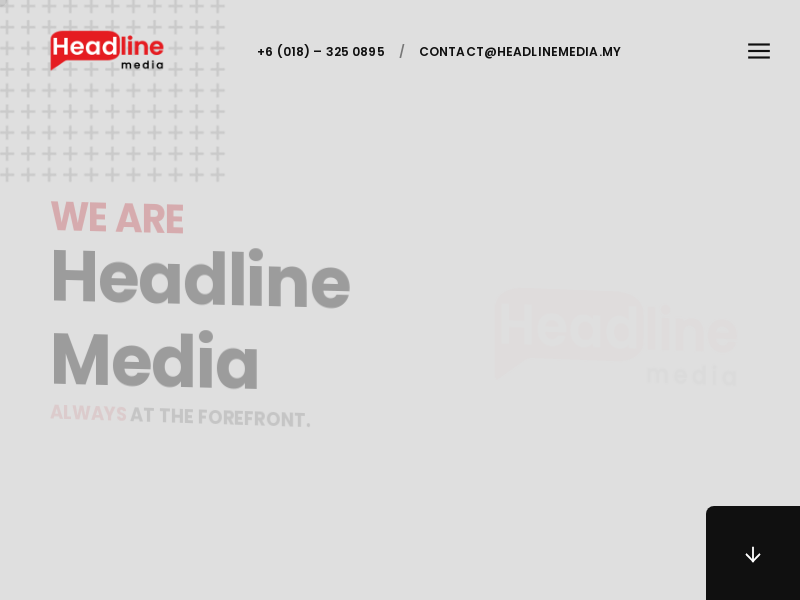 Headline
media
+6 (018) – 325 0895 / CONTACT@HEADLINEMEDIA.MY
WE ARE
Headline
Media
ALWAYS AT THE FOREFRONT.
Headline
media